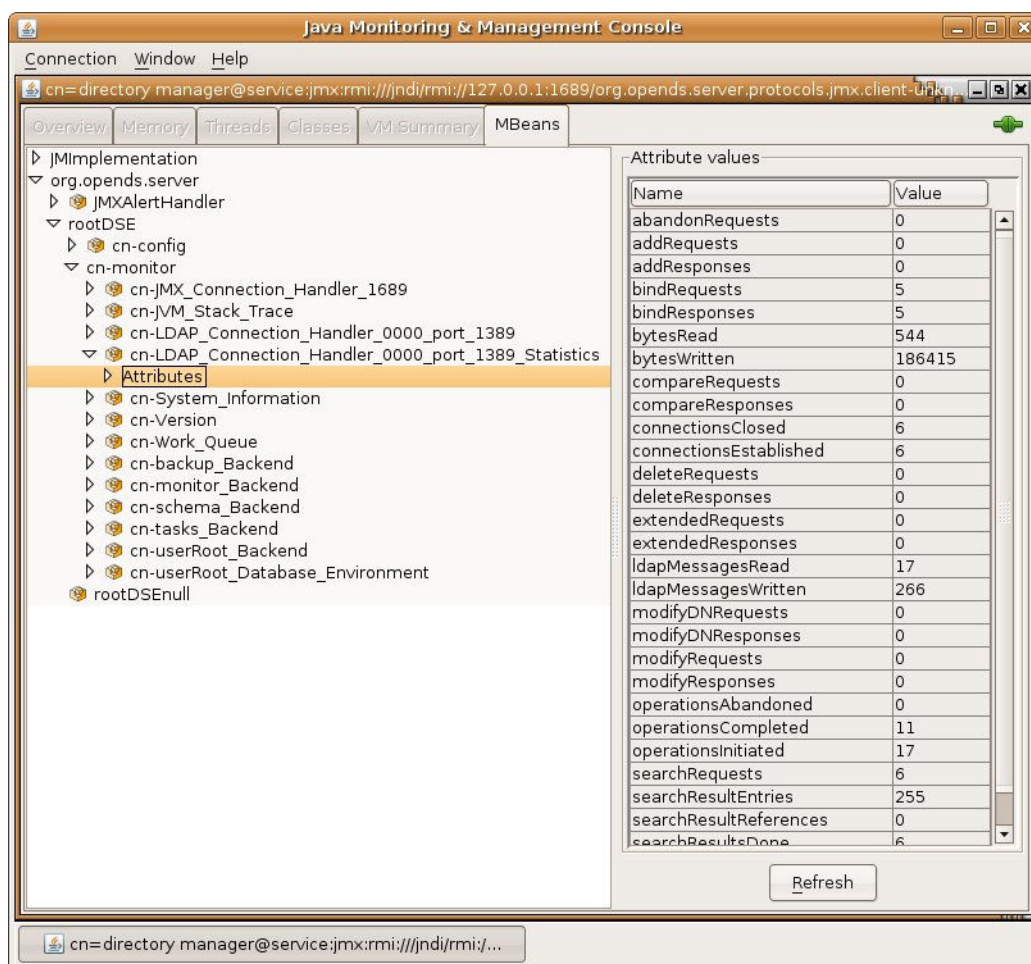 Java Monitoring & Management Console
Connection Window Help
cn=directory manager@service:jmx:rmi:///jndi/rmi://127.0.0.1:1689/org.opends.server.protocols.jmx.client-unkn...
Overview Memory Threads Classes VM Summary MBeans
JMImplementation
org.opends.server
JMXAlertHandler
rootDSE
cn-config
cn-monitor
cn-JMX_Connection_Handler_1689
cn-JVM_Stack_Trace
cn-LDAP_Connection_Handler_0000_port_1389
cn-LDAP_Connection_Handler_0000_port_1389_Statistics
Attributes
cn-System_Information
cn-Version
cn-Work_Queue
cn-backup_Backend
cn-monitor_Backend
cn-schema_Backend
cn-tasks_Backend
cn-userRoot_Backend
cn-userRoot_Database_Environment
rootDSEnull
Attribute values
Name Value
abandonRequests 0
addRequests 0
addResponses 0
bindRequests 5
bindResponses 5
bytesRead 544
bytesWritten 186415
compareRequests 0
compareResponses 0
connectionsClosed 6
connectionsEstablished 6
deleteRequests 0
deleteResponses 0
extendedRequests 0
extendedResponses 0
ldapMessagesRead 17
ldapMessagesWritten 266
modifyDNRequests 0
modifyDNResponses 0
modifyRequests 0
modifyResponses 0
operationsAbandoned 0
operationsCompleted 11
operationsInitiated 17
searchRequests 6
searchResultEntries 255
searchResultReferences 0
searchResultsDone 6
Refresh
cn=directory manager@service:jmx:rmi:///jndi/rmi:/...